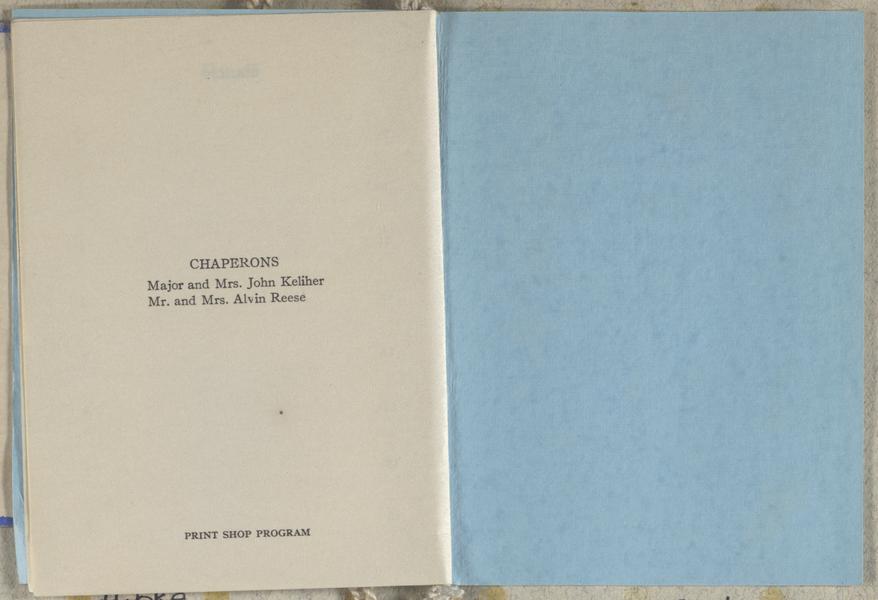 CHAPERONS
Major and Mrs. John Keliher
Mr. and Mrs. Alvin Reese
PRINT SHOP PROGRAM